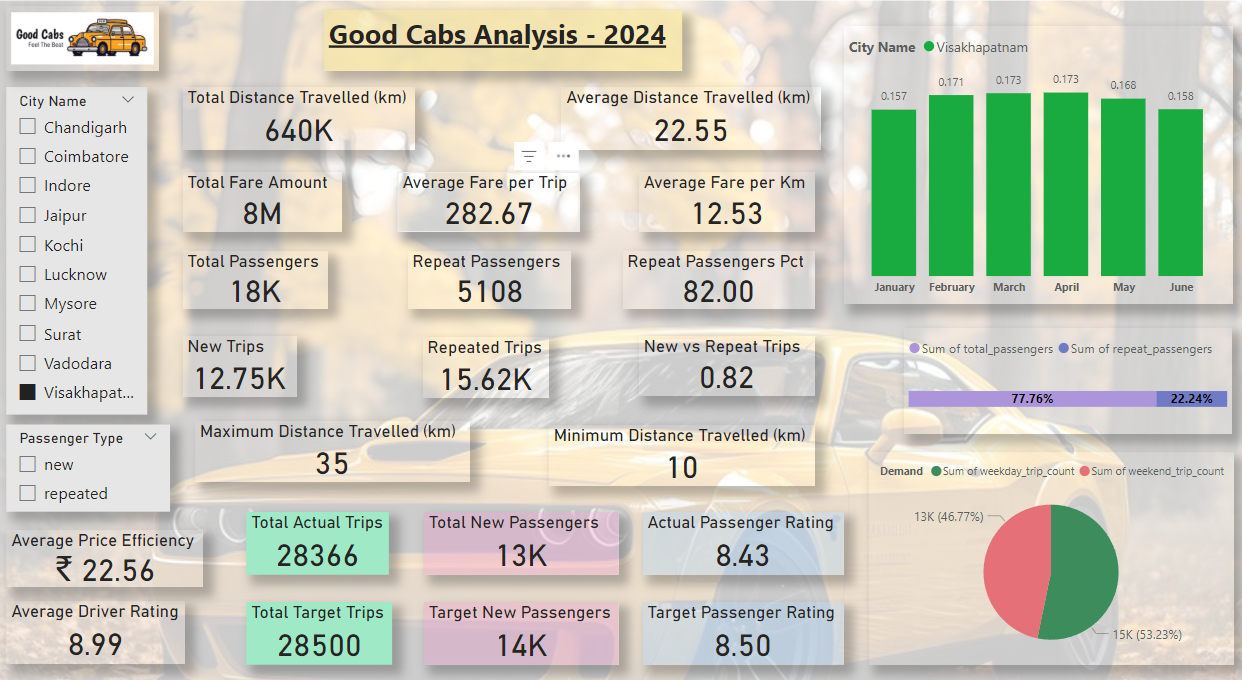 Good Cabs
Feel The Beat
Good Cabs Analysis - 2024
City Name
Chandigarh
Coimbatore
Indore
Jaipur
Kochi
Lucknow
Mysore
Surat
Vadodara
Visakhapat...
Passenger Type
new
repeated
Average Price Efficiency
₹ 22.56
Average Driver Rating
8.99
Total Distance Travelled (km)
640K
Average Distance Travelled (km)
22.55
Total Fare Amount
8M
Average Fare per Trip
282.67
Average Fare per Km
12.53
Total Passengers
18K
Repeat Passengers
5108
Repeat Passengers Pct
82.00
New Trips
12.75K
Repeated Trips
15.62K
New vs Repeat Trips
0.82
Maximum Distance Travelled (km)
35
Minimum Distance Travelled (km)
10
Total Actual Trips
28366
Total New Passengers
13K
Actual Passenger Rating
8.43
Total Target Trips
28500
Target New Passengers
14K
Target Passenger Rating
8.50
City Name Visakhapatnam
0.157 0.171 0.173 0.173 0.168 0.158
January February March April May June
Sum of total_passengers Sum of repeat_passengers
77.76% 22.24%
Demand Sum of weekday_trip_count Sum of weekend_trip_count
13K (46.77%)
15K (53.23%)